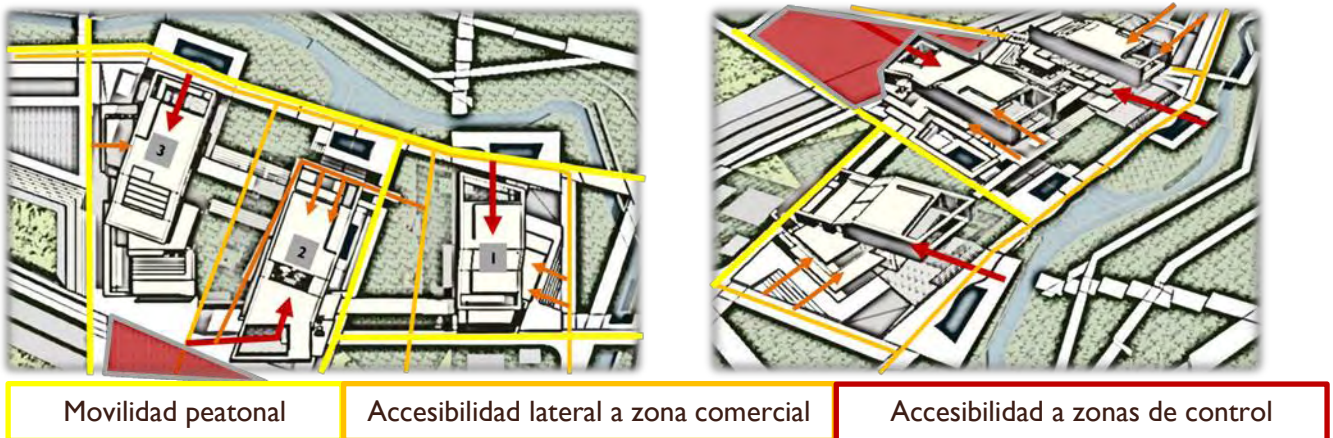 3
2
1
Movilidad peatonal
Accesibilidad lateral a zona comercial
Accesibilidad a zonas de control